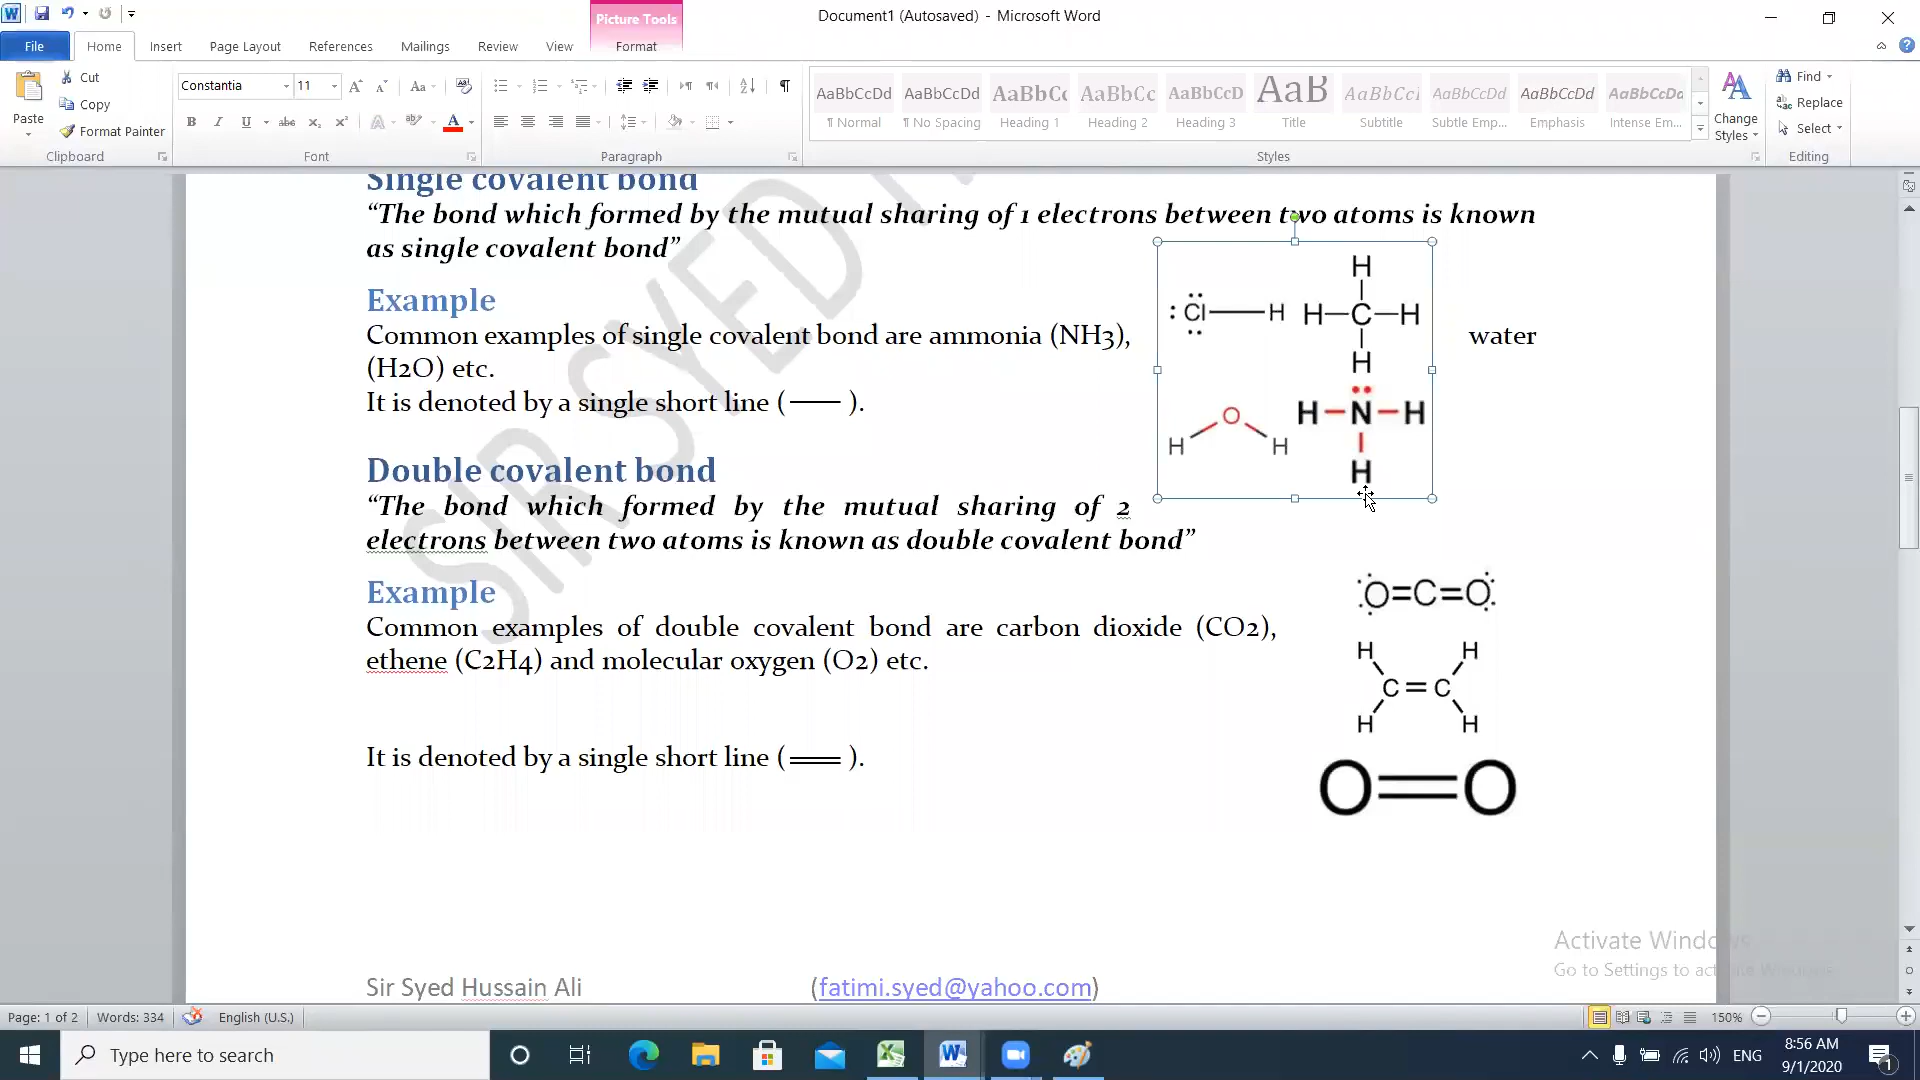 Document1 (Autosaved) - Microsoft Word
Picture Tools
File Home Insert Page Layout References Mailings Review View Format
Paste
Cut
Copy
Format Painter
Clipboard
Constantia 11
Font
Paragraph
AaBbCcDd AaBbCcDd AaBbCc AaBbCc AaBbCcD AaB AaBbCcI AaBbCcDd AaBbCcDd AaBbCcDd
¶ Normal ¶ No Spacing Heading 1 Heading 2 Heading 3 Title Subtitle Subtle Emp... Emphasis Intense Em...
Styles
Change
Styles
Find
Replace
Select
Editing
Single covalent bond
“The bond which formed by the mutual sharing of 1 electrons between two atoms is known
as single covalent bond”
Example
Common examples of single covalent bond are ammonia (NH3), water
(H2O) etc.
It is denoted by a single short line ( —— ).
Cl — H
H
H—C—H
H
H O H
H—N—H
H
Double covalent bond
“The bond which formed by the mutual sharing of 2
electrons between two atoms is known as double covalent bond”
Example
Common examples of double covalent bond are carbon dioxide (CO2),
ethene (C2H4) and molecular oxygen (O2) etc.
It is denoted by a single short line ( ══ ).
O=C=O
H H
C=C
H H
O=O
SIR SYED
Sir Syed Hussain Ali (fatimi.syed@yahoo.com)
Activate Windows
Go to Settings to activate Windows.
Page: 1 of 2 Words: 334 English (U.S.) 150%
Type here to search
ENG
8:56 AM
9/1/2020
1